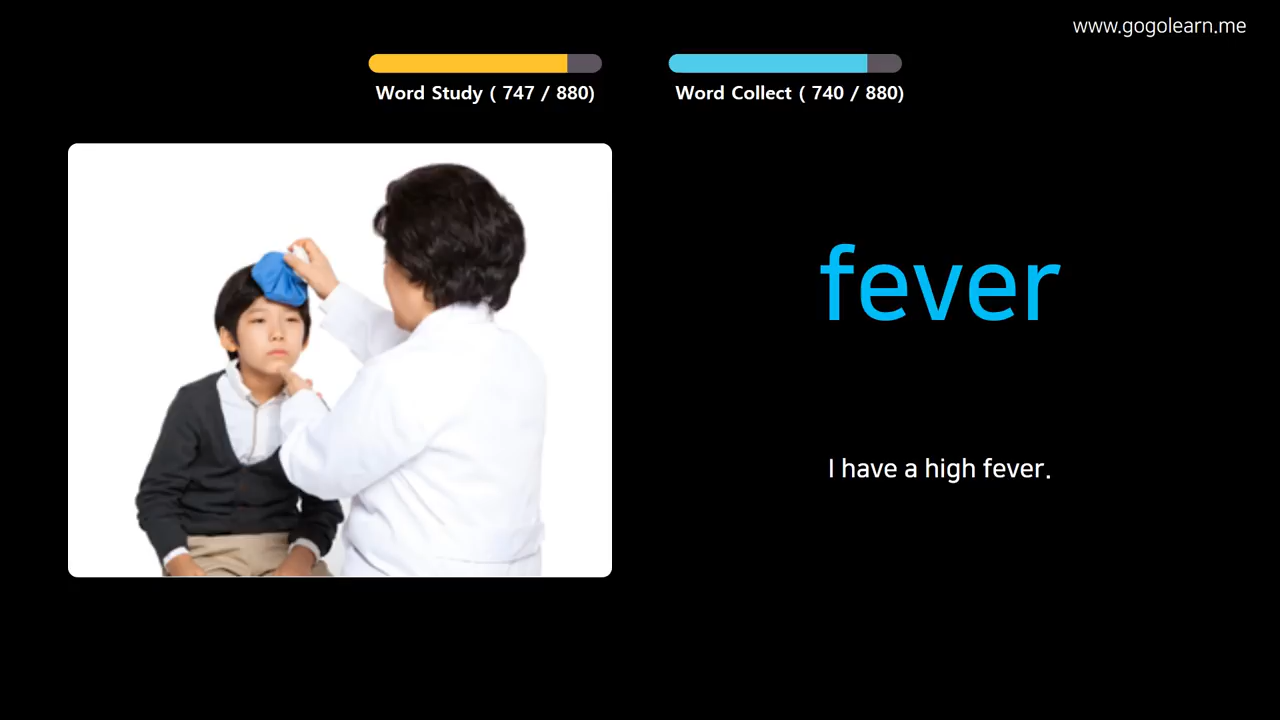 www.gogolearn.me
Word Study ( 747 / 880)
Word Collect ( 740 / 880)
fever
I have a high fever.